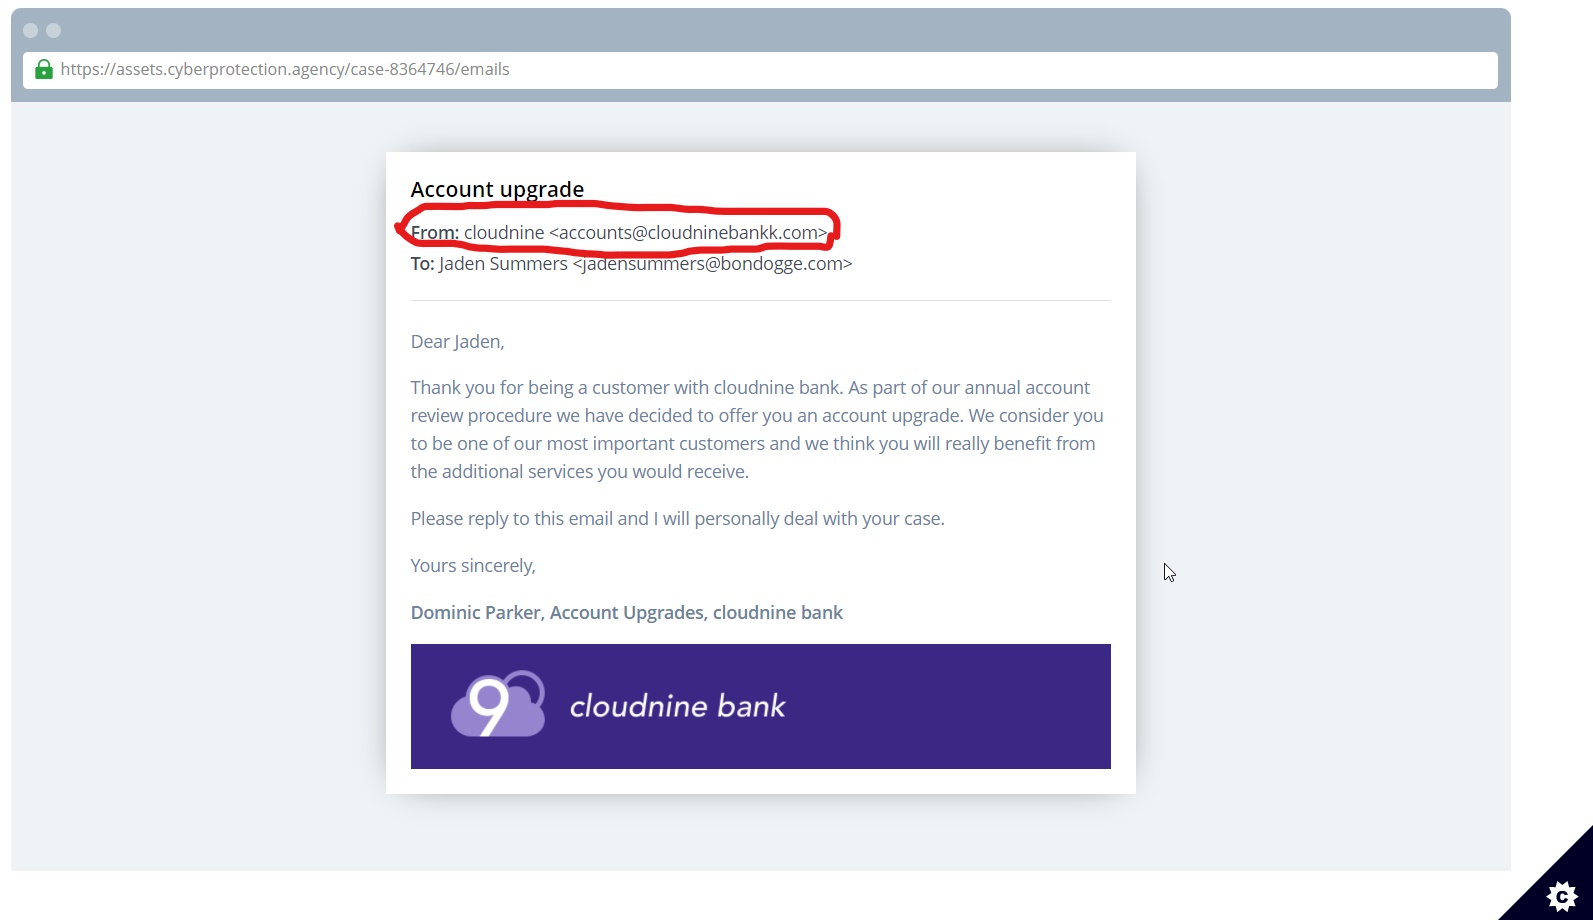 https://assets.cyberprotection.agency/case-8364746/emails
Account upgrade
From: cloudnine <accounts@cloudninebankk.com>
To: Jaden Summers <jadensummers@bondogge.com>
Dear Jaden,
Thank you for being a customer with cloudnine bank. As part of our annual account
review procedure we have decided to offer you an account upgrade. We consider you
to be one of our most important customers and we think you will really benefit from
the additional services you would receive.
Please reply to this email and I will personally deal with your case.
Yours sincerely,
Dominic Parker, Account Upgrades, cloudnine bank
9 cloudnine bank
C